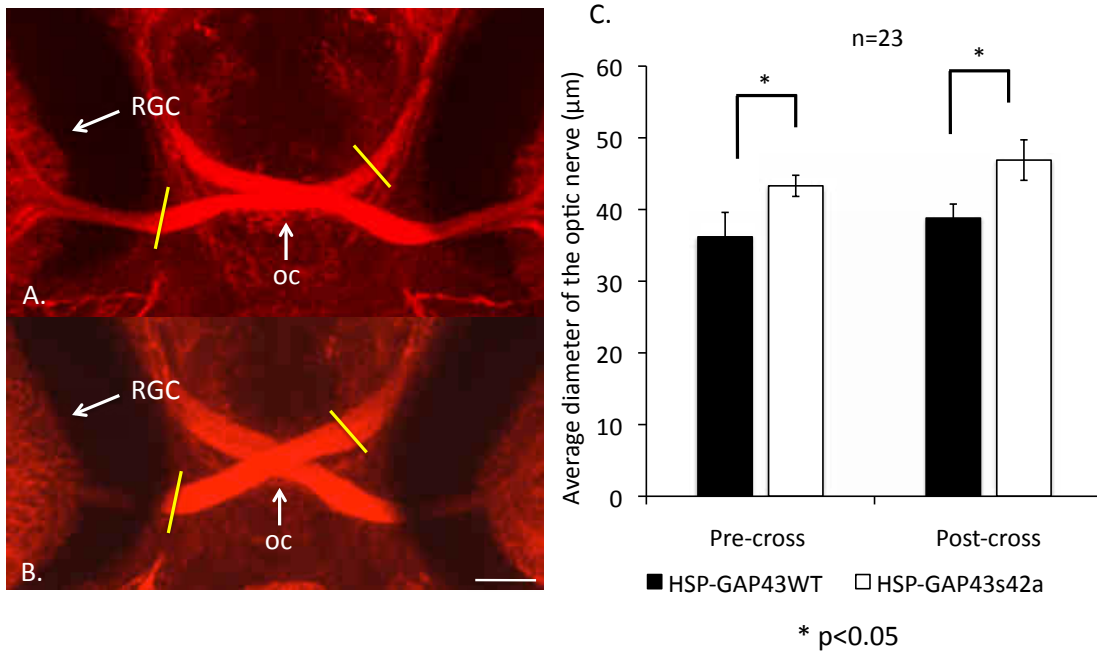 RGC
oc
A.
RGC
oc
B.
C.
n=23
*
*
Average diameter of the optic nerve (µm)
60
50
40
30
20
10
0
Pre-cross
Post-cross
HSP-GAP43WT
HSP-GAP43s42a
* p<0.05